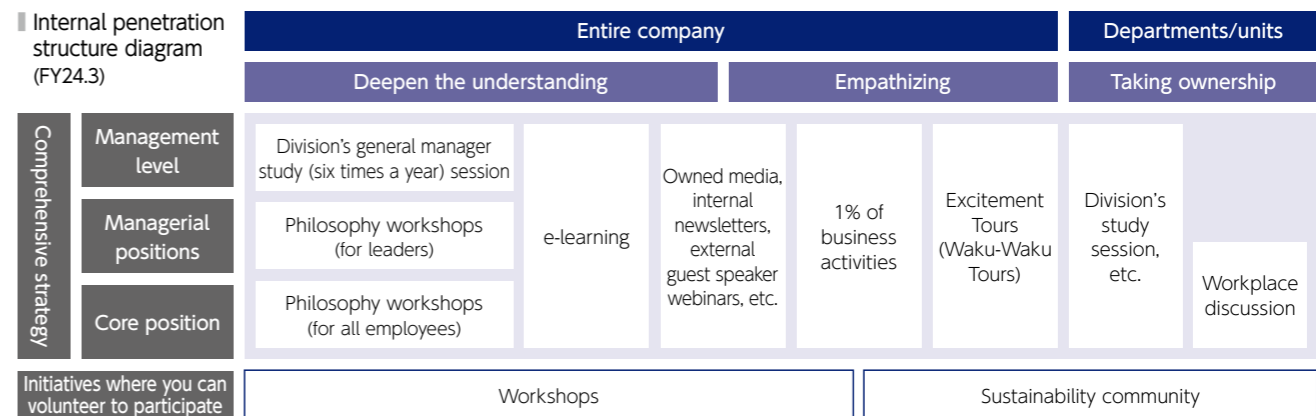 Internal penetration
structure diagram
(FY24.3)
Entire company
Departments/units
Deepen the understanding
Empathizing
Taking ownership
Comprehensive strategy
Management
level
Managerial
positions
Core position
Division's general manager
study (six times a year) session
Philosophy workshops
(for leaders)
Philosophy workshops
(for all employees)
e-learning
Owned media,
internal
newsletters,
external
guest speaker
webinars, etc.
1% of
business
activities
Excitement
Tours
(Waku-Waku
Tours)
Division's
study
session,
etc.
Workplace
discussion
Initiatives where you can
volunteer to participate
Workshops
Sustainability community